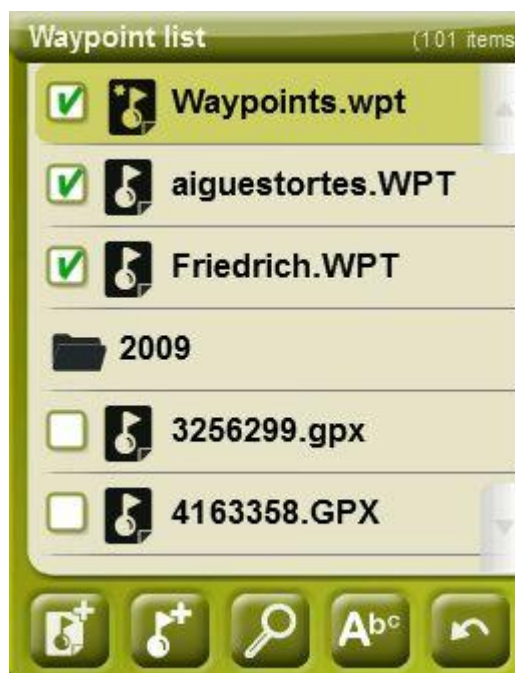 Waypoint list (101 items
Waypoints.wpt
aiguestortes.WPT
Friedrich.WPT
2009
3256299.gpx
4163358.GPX
Abc